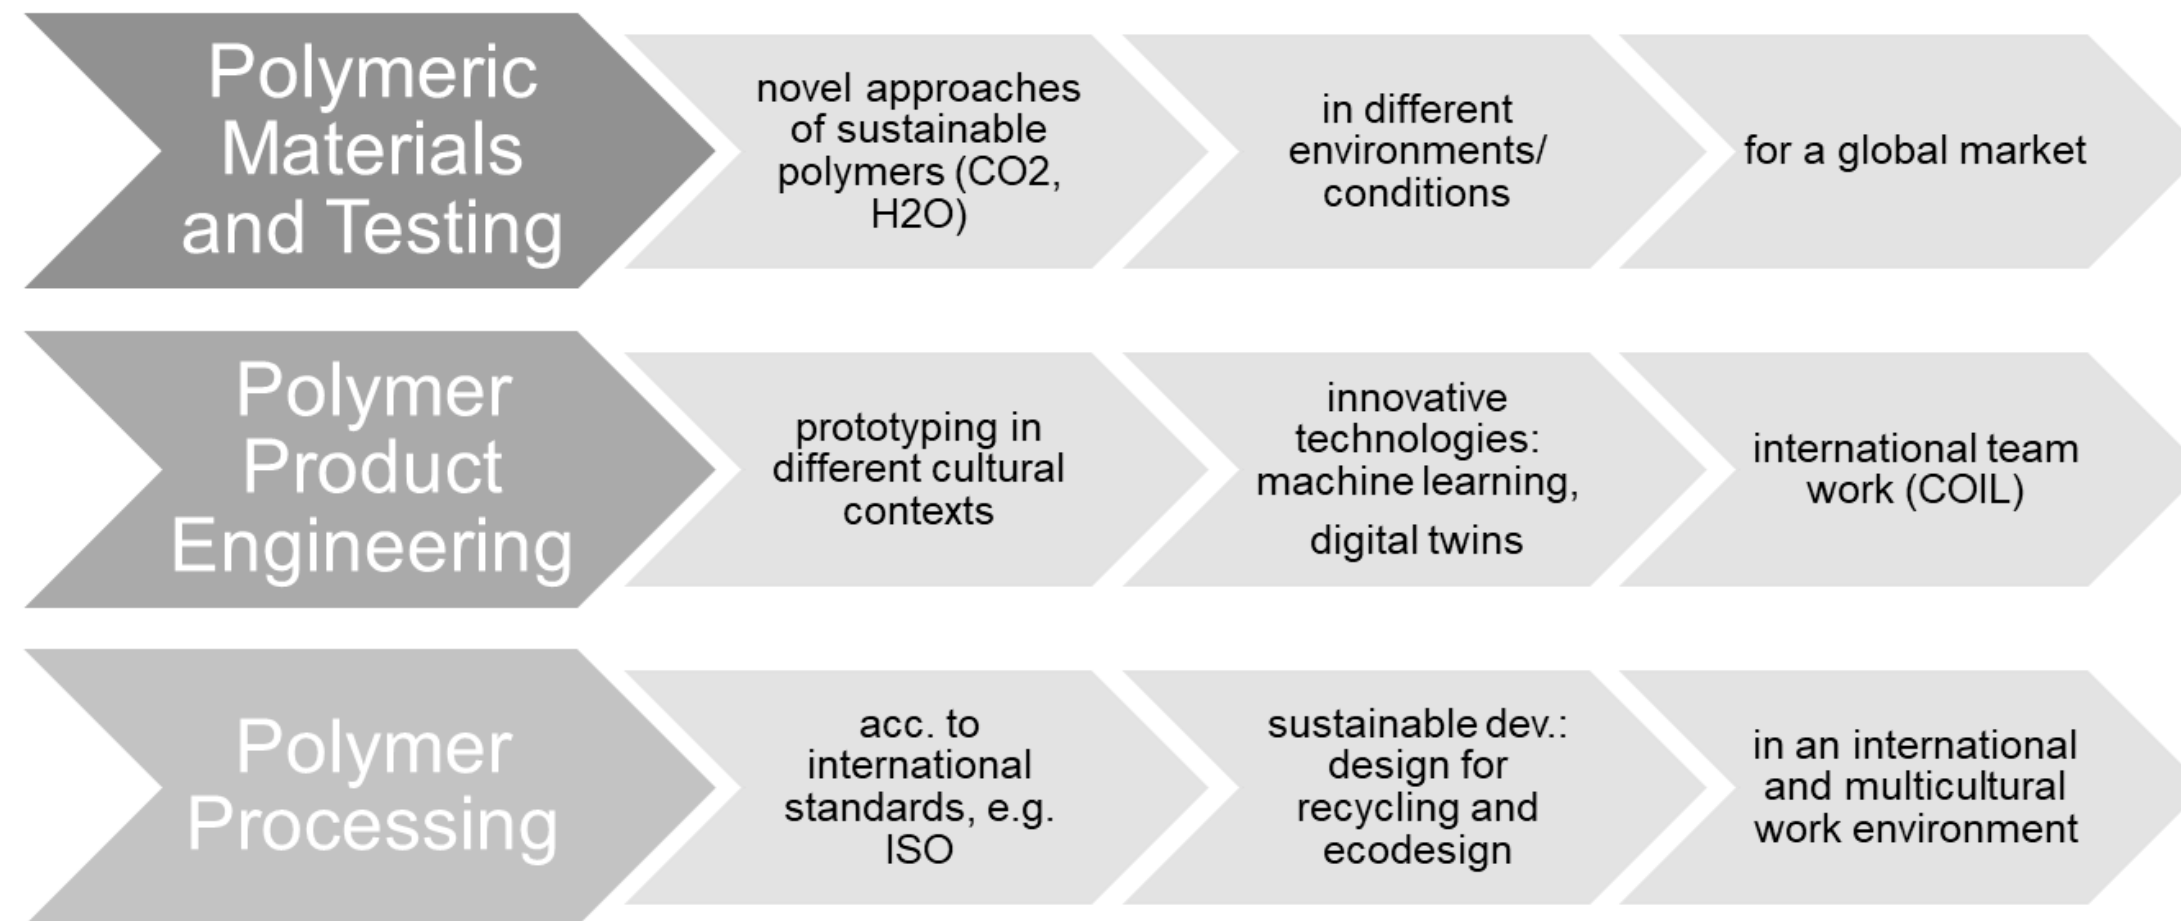 Polymeric
Materials
and Testing
novel approaches
of sustainable
polymers (CO2,
H2O)
in different
environments/
conditions
for a global market
Polymer
Product
Engineering
prototyping in
different cultural
contexts
innovative
technologies:
machine learning,
digital twins
international team
work (COIL)
Polymer
Processing
acc. to
international
standards, e.g.
ISO
sustainable dev.:
design for
recycling and
ecodesign
in an international
and multicultural
work environment